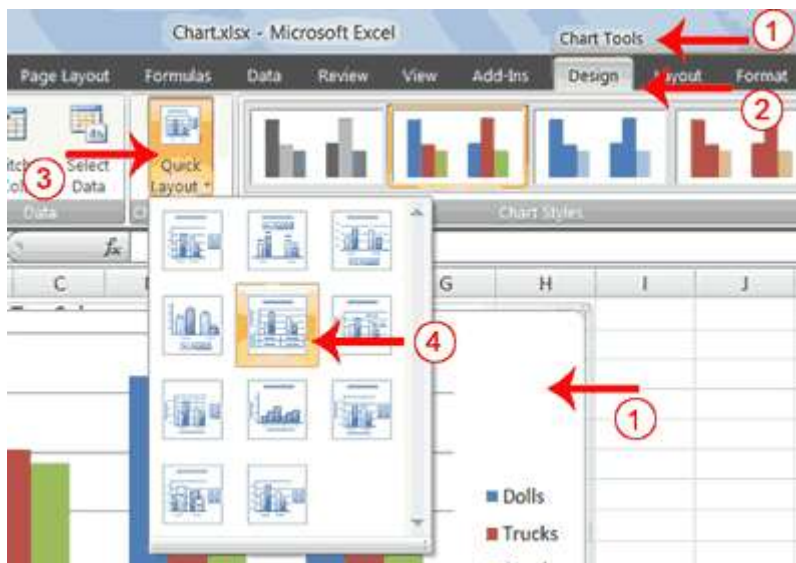 Chart.xlsx - Microsoft Excel
Chart Tools
1
Page Layout Formulas Data Review View Add-Ins Design Layout Format
2
3
Select
Data
Quick
Layout
Data
Chart Styles
fx
C
G H I J
4
1
Dolls
Trucks